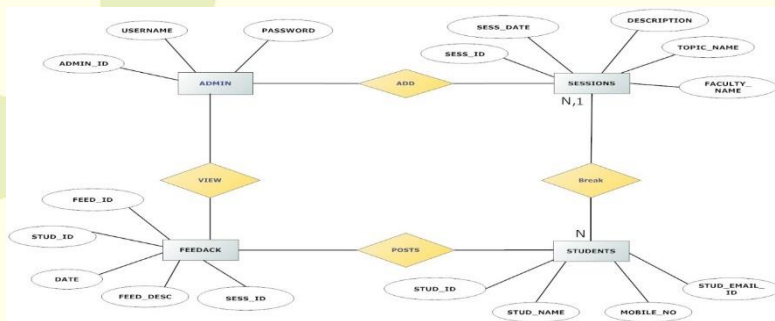 USERNAME
PASSWORD
ADMIN_ID
ADMIN
ADD
SESS_DATE
DESCRIPTION
SESS_ID
TOPIC_NAME
SESSIONS
FACULTY_
NAME
N,1
VIEW
Break
FEED_ID
STUD_ID
FEEDACK
DATE
FEED_DESC
SESS_ID
POSTS
N
STUDENTS
STUD_ID
STUD_NAME
MOBILE_NO
STUD_EMAIL_
ID